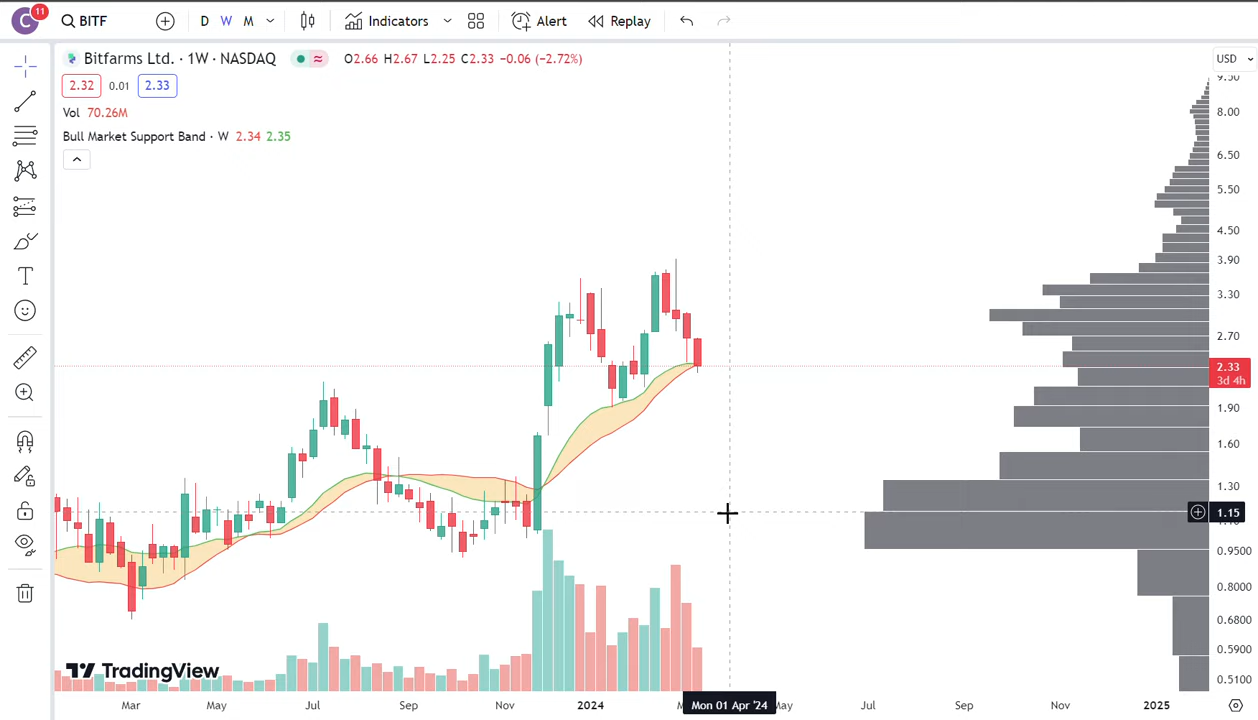 C 11 BITF D W M Indicators Alert Replay
Bitfarms Ltd. · 1W · NASDAQ O2.66 H2.67 L2.25 C2.33 −0.06 (−2.72%) USD
2.32 0.01 2.33
Vol 70.26M
Bull Market Support Band · W 2.34 2.35
9.50
8.00
6.50
5.50
4.50
3.90
3.30
2.70
2.33
3d 4h
1.90
1.60
1.30
1.15
0.9500
0.8000
0.6800
0.5900
0.5100
TradingView
Mar May Jul Sep Nov 2024 Mon 01 Apr '24 May Jul Sep Nov 2025